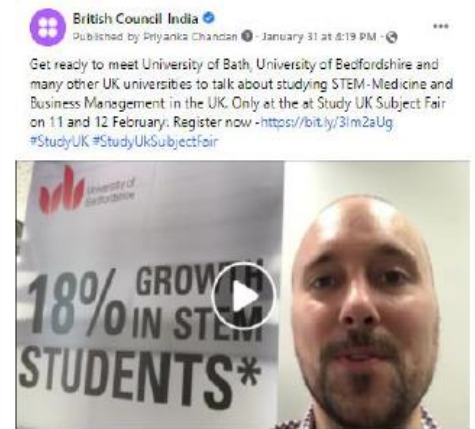 British Council India
Published by Priyanka Chandan · January 31 at 8:19 PM ·
Get ready to meet University of Bath, University of Bedfordshire and
many other UK universities to talk about studying STEM-Medicine and
Business Management in the UK. Only at the at Study UK Subject Fair
on 11 and 12 February. Register now -https://bit.ly/3lm2aUg
#StudyUK #StudyUkSubjectFair
University of
Bedfordshire
18% GROWTH
IN STEM
STUDENTS*